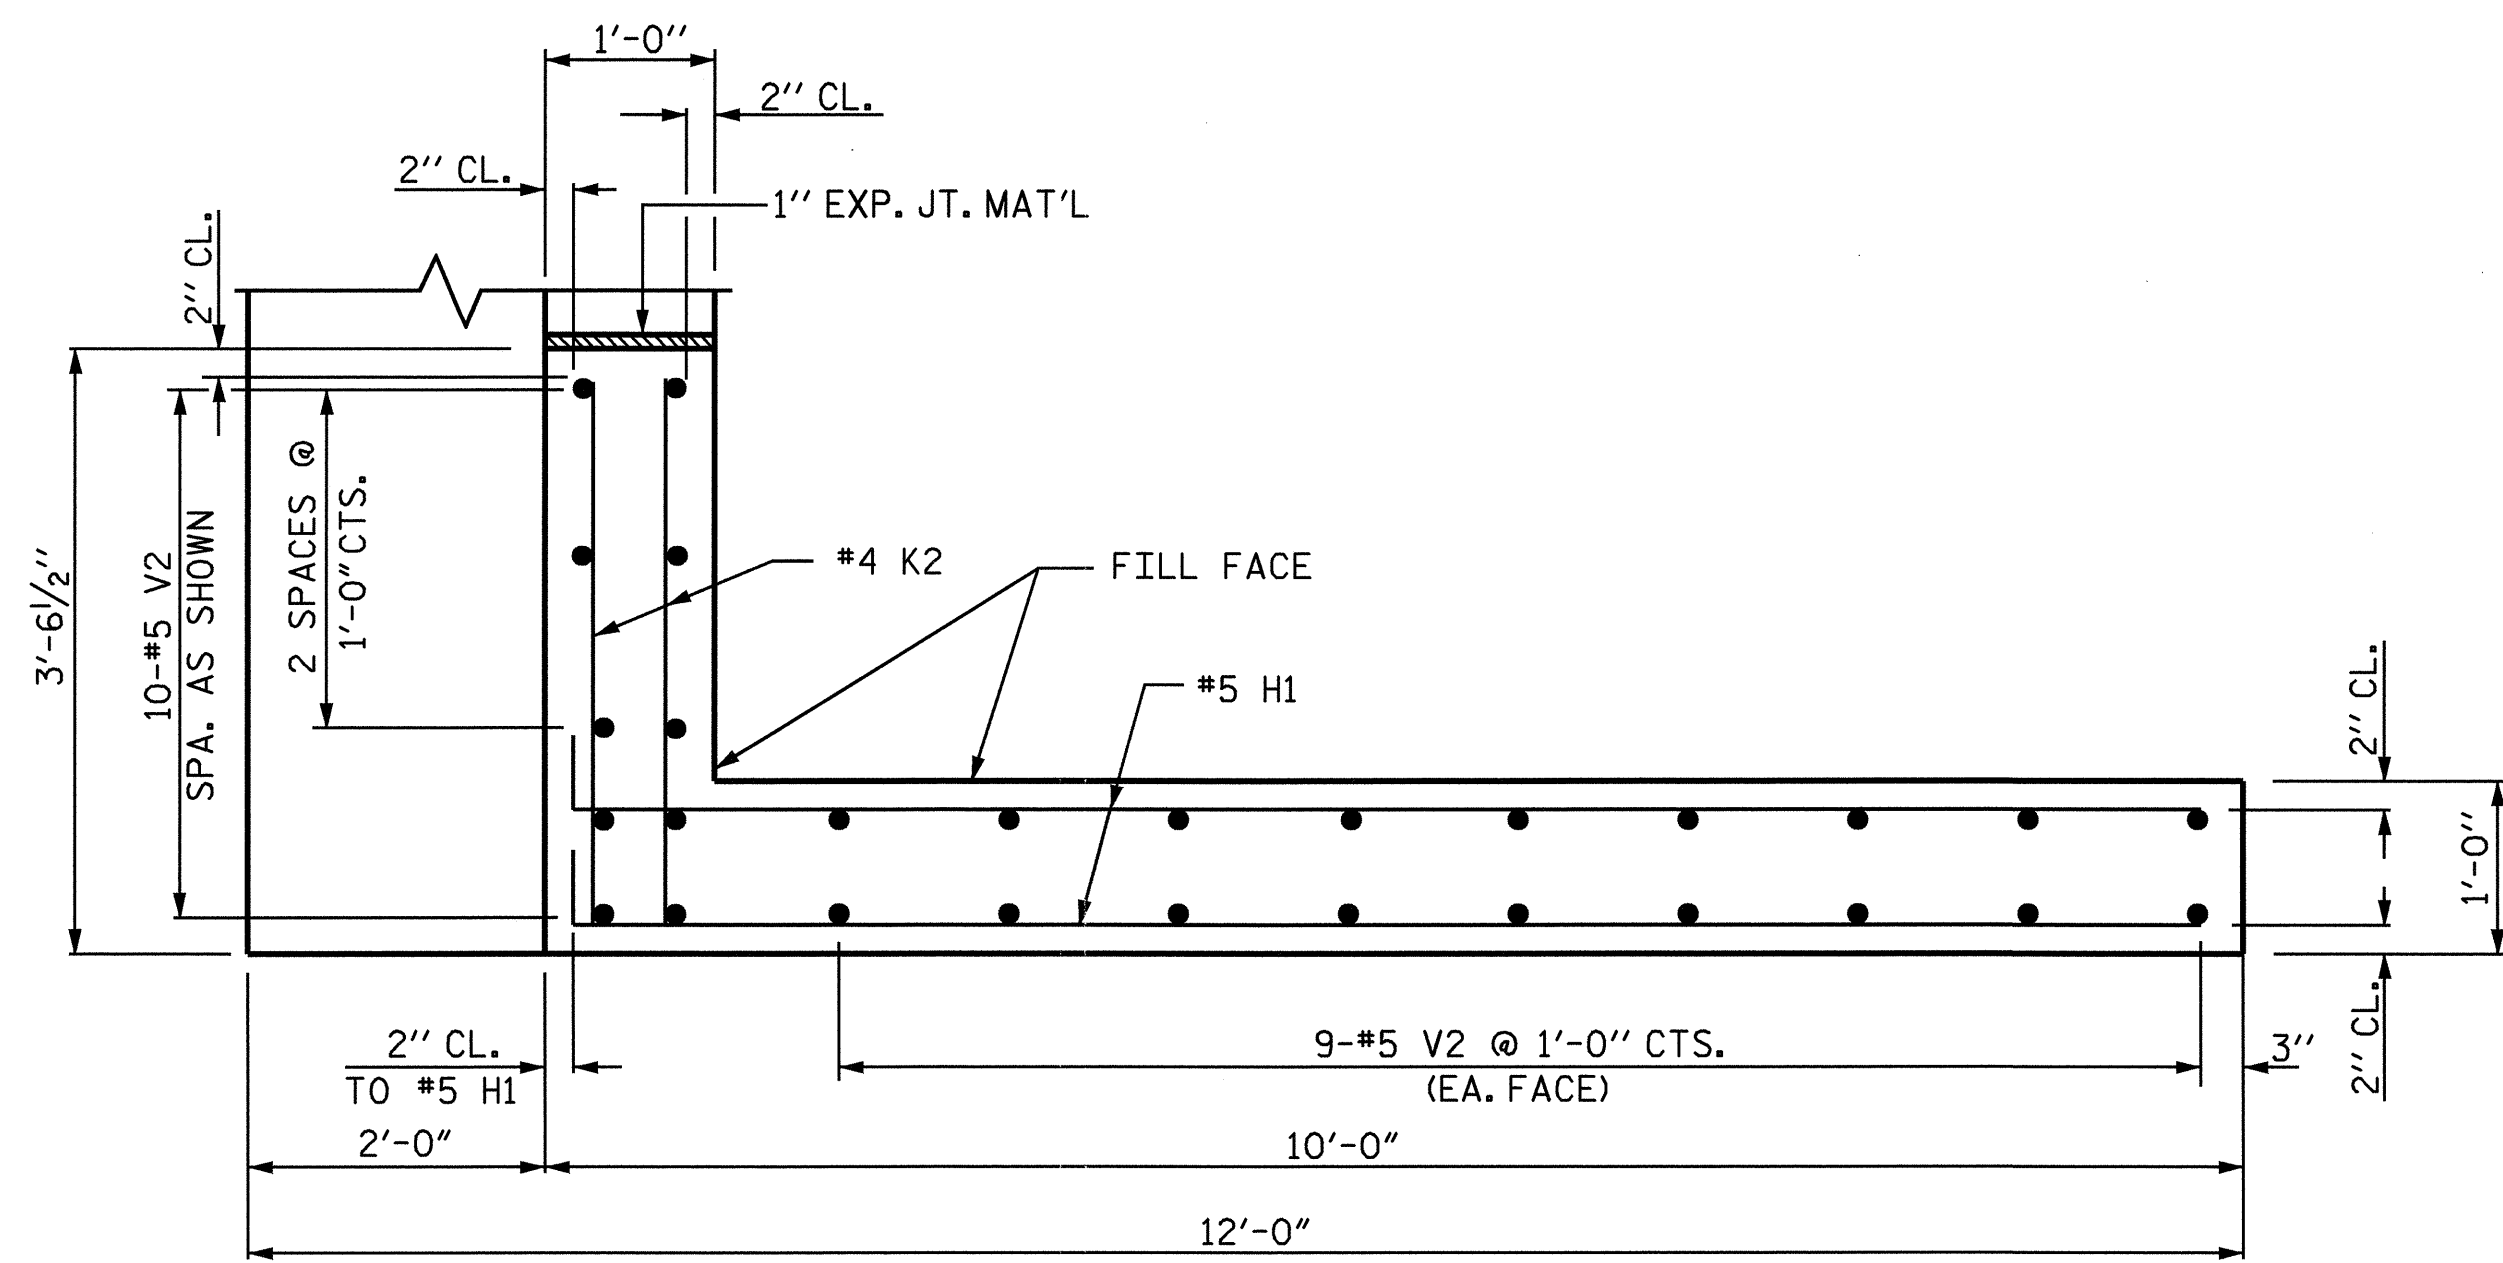 1'-0"
2" CL.
2" CL.
1" EXP. JT. MAT'L
2" CL.
3'-6 1/2"
10-#5 V2
SPA. AS SHOWN
2 SPACES @
1'-0" CTS.
#4 K2
FILL FACE
#5 H1
2" CL.
1'-0"
2" CL.
2" CL.
TO #5 H1
9-#5 V2 @ 1'-0" CTS.
(EA. FACE)
3"
2'-0"
10'-0"
12'-0"